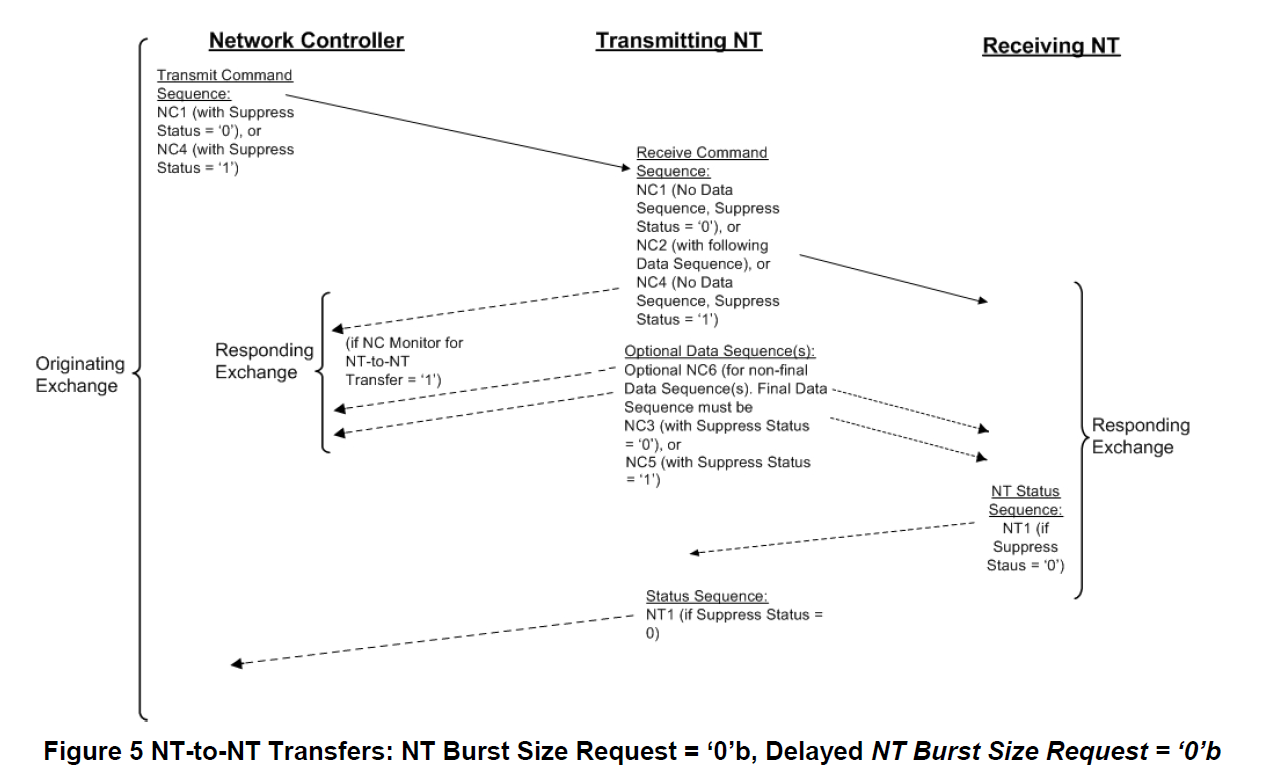 Network Controller
Transmitting NT
Receiving NT
Transmit Command
Sequence:
NC1 (with Suppress
Status = ‘0’), or
NC4 (with Suppress
Status = ‘1’)
Receive Command
Sequence:
NC1 (No Data
Sequence, Suppress
Status = ‘0’), or
NC2 (with following
Data Sequence), or
NC4 (No Data
Sequence, Suppress
Status = ‘1’)
Originating
Exchange
Responding
Exchange
(if NC Monitor for
NT-to-NT
Transfer = ‘1’)
Optional Data Sequence(s):
Optional NC6 (for non-final
Data Sequence(s). Final Data
Sequence must be
NC3 (with Suppress Status
= ‘0’), or
NC5 (with Suppress Status
= ‘1’)
Responding
Exchange
NT Status
Sequence:
NT1 (if
Suppress
Staus = ‘0’)
Status Sequence:
NT1 (if Suppress Status =
0)
Figure 5 NT-to-NT Transfers: NT Burst Size Request = ‘0’b, Delayed NT Burst Size Request = ‘0’b